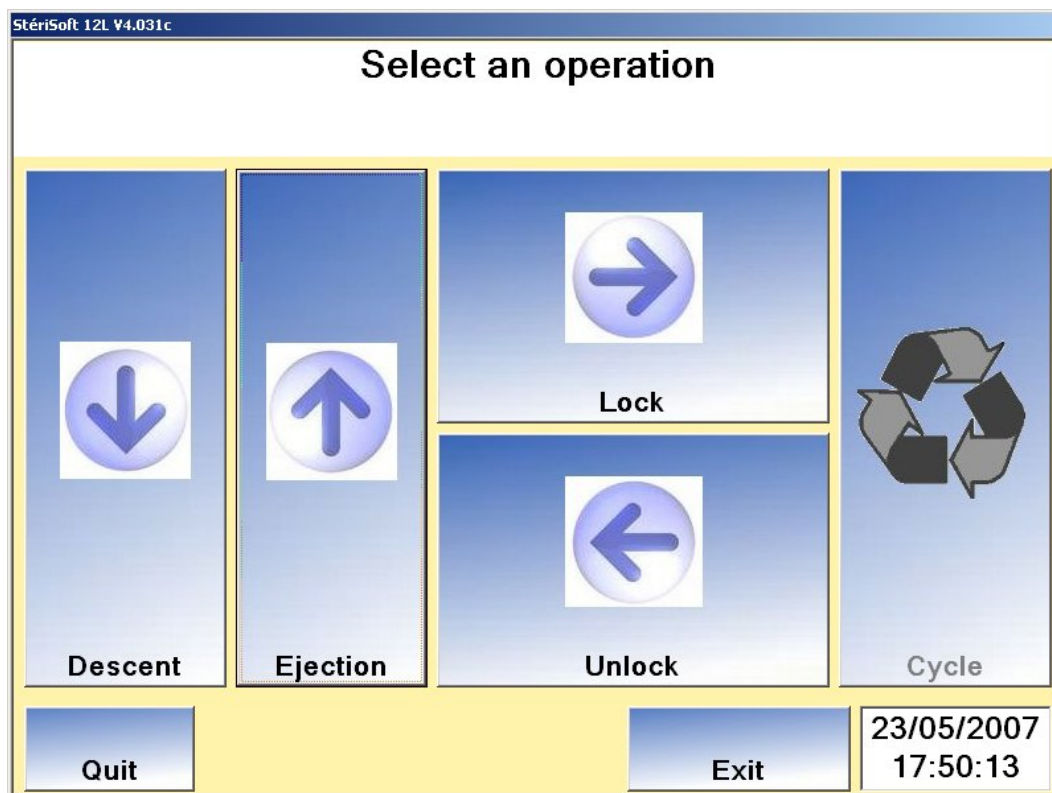 StériSoft 12L V4.031c
Select an operation
Lock
Descent
Ejection
Unlock
Cycle
Quit
Exit
23/05/2007
17:50:13